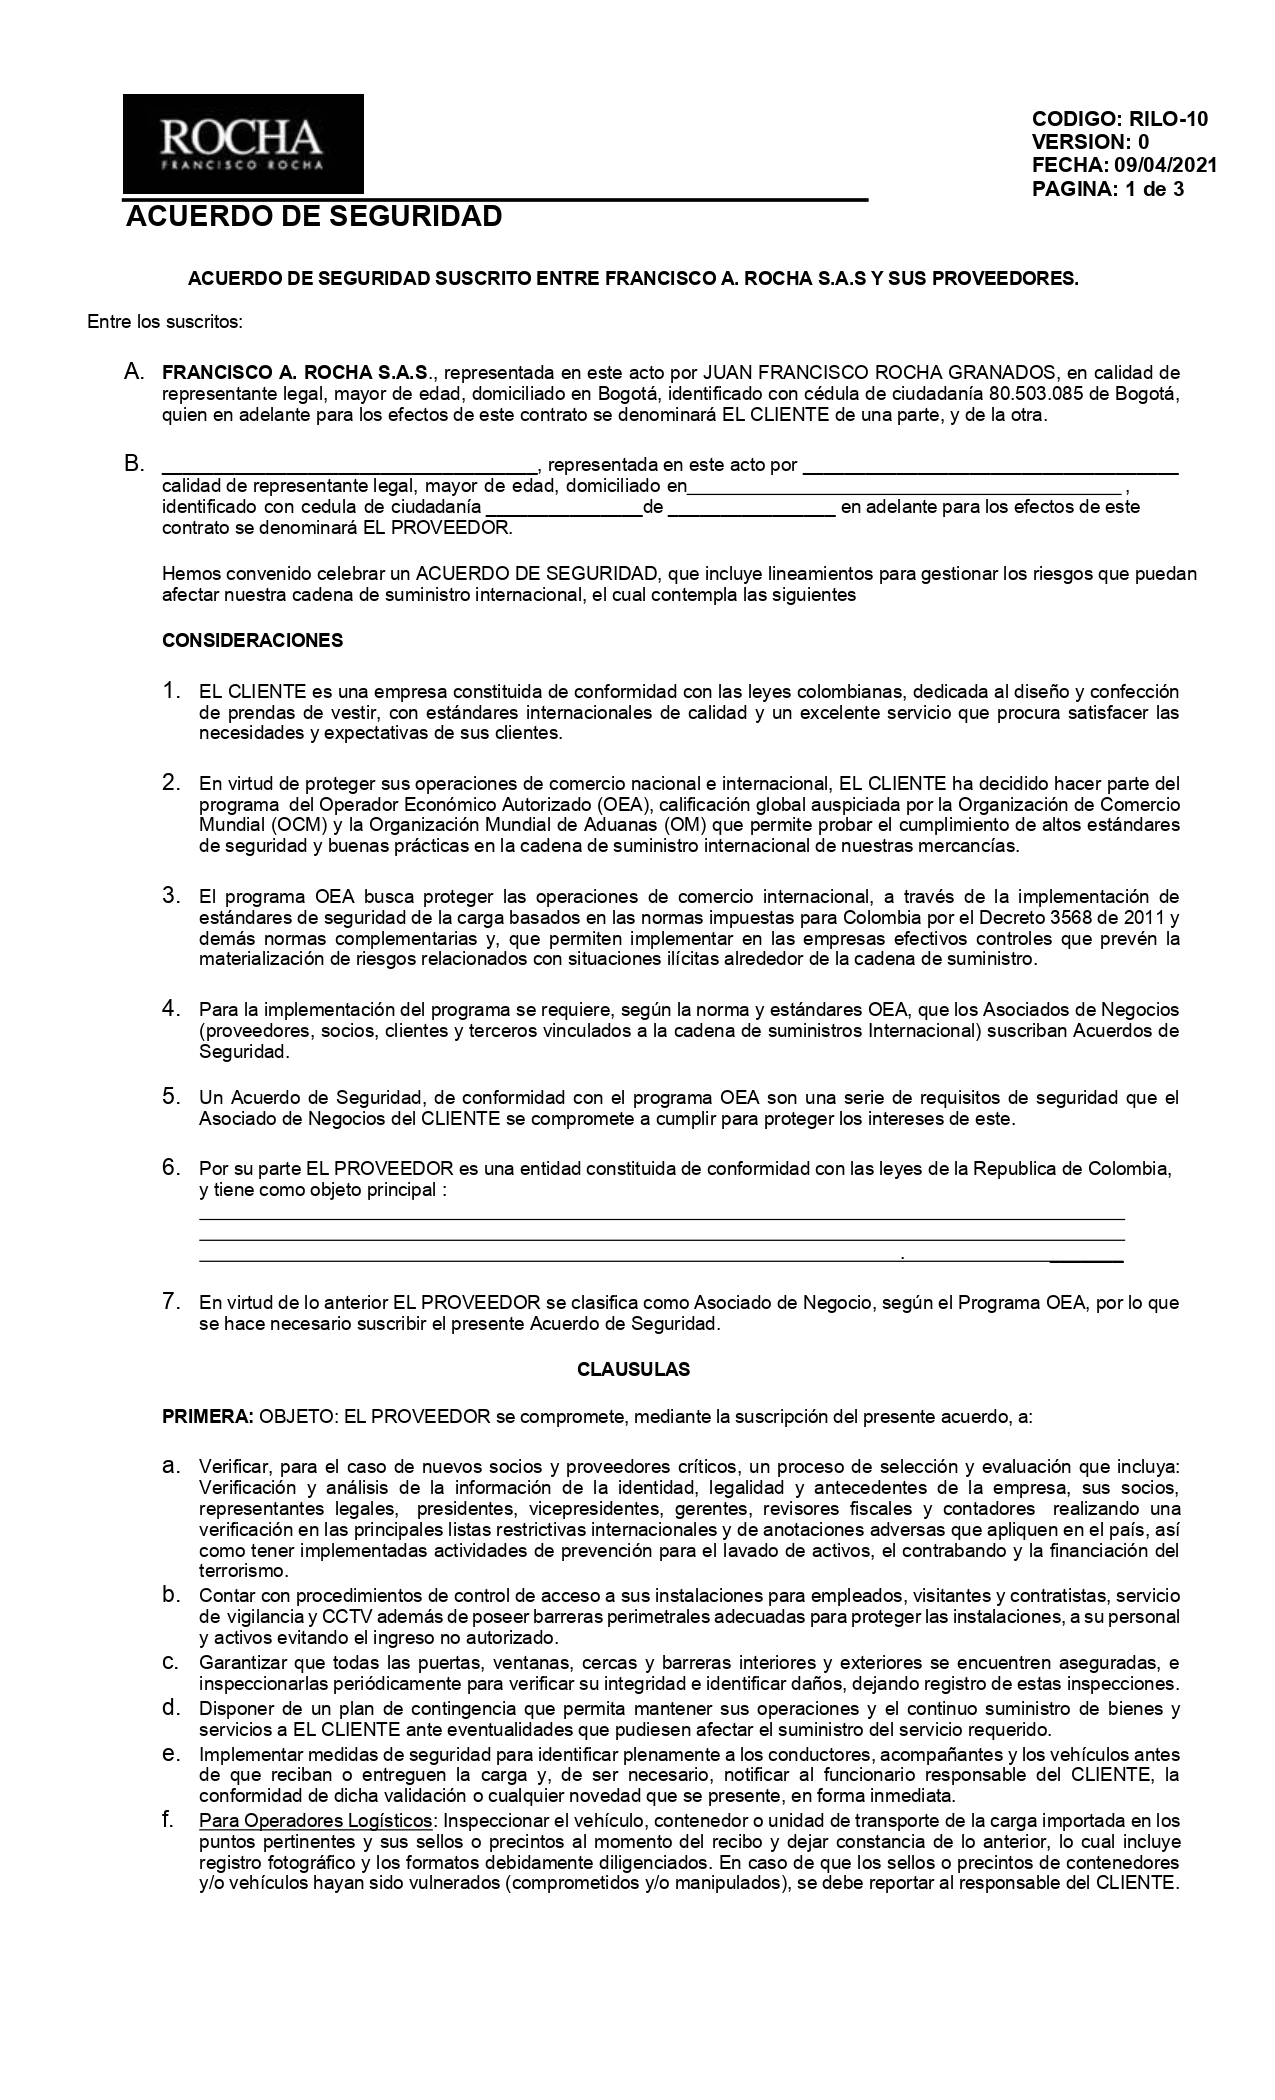 ROCHA
FRANCISCO ROCHA
CODIGO: RILO-10
VERSION: 0
FECHA: 09/04/2021
PAGINA: 1 de 3
ACUERDO DE SEGURIDAD
ACUERDO DE SEGURIDAD SUSCRITO ENTRE FRANCISCO A. ROCHA S.A.S Y SUS PROVEEDORES.
Entre los suscritos:
A. FRANCISCO A. ROCHA S.A.S., representada en este acto por JUAN FRANCISCO ROCHA GRANADOS, en calidad de
representante legal, mayor de edad, domiciliado en Bogotá, identificado con cédula de ciudadanía 80.503.085 de Bogotá,
quien en adelante para los efectos de este contrato se denominará EL CLIENTE de una parte, y de la otra.
B. ____________________________________, representada en este acto por ____________________________________
calidad de representante legal, mayor de edad, domiciliado en__________________________________________ ,
identificado con cedula de ciudadanía _______________de ________________ en adelante para los efectos de este
contrato se denominará EL PROVEEDOR.
Hemos convenido celebrar un ACUERDO DE SEGURIDAD, que incluye lineamientos para gestionar los riesgos que puedan
afectar nuestra cadena de suministro internacional, el cual contempla las siguientes
CONSIDERACIONES
1. EL CLIENTE es una empresa constituida de conformidad con las leyes colombianas, dedicada al diseño y confección
de prendas de vestir, con estándares internacionales de calidad y un excelente servicio que procura satisfacer las
necesidades y expectativas de sus clientes.
2. En virtud de proteger sus operaciones de comercio nacional e internacional, EL CLIENTE ha decidido hacer parte del
programa del Operador Económico Autorizado (OEA), calificación global auspiciada por la Organización de Comercio
Mundial (OCM) y la Organización Mundial de Aduanas (OM) que permite probar el cumplimiento de altos estándares
de seguridad y buenas prácticas en la cadena de suministro internacional de nuestras mercancías.
3. El programa OEA busca proteger las operaciones de comercio internacional, a través de la implementación de
estándares de seguridad de la carga basados en las normas impuestas para Colombia por el Decreto 3568 de 2011 y
demás normas complementarias y, que permiten implementar en las empresas efectivos controles que prevén la
materialización de riesgos relacionados con situaciones ilícitas alrededor de la cadena de suministro.
4. Para la implementación del programa se requiere, según la norma y estándares OEA, que los Asociados de Negocios
(proveedores, socios, clientes y terceros vinculados a la cadena de suministros Internacional) suscriban Acuerdos de
Seguridad.
5. Un Acuerdo de Seguridad, de conformidad con el programa OEA son una serie de requisitos de seguridad que el
Asociado de Negocios del CLIENTE se compromete a cumplir para proteger los intereses de este.
6. Por su parte EL PROVEEDOR es una entidad constituida de conformidad con las leyes de la Republica de Colombia,
y tiene como objeto principal :
.
7. En virtud de lo anterior EL PROVEEDOR se clasifica como Asociado de Negocio, según el Programa OEA, por lo que
se hace necesario suscribir el presente Acuerdo de Seguridad.
CLAUSULAS
PRIMERA: OBJETO: EL PROVEEDOR se compromete, mediante la suscripción del presente acuerdo, a:
a. Verificar, para el caso de nuevos socios y proveedores críticos, un proceso de selección y evaluación que incluya:
Verificación y análisis de la información de la identidad, legalidad y antecedentes de la empresa, sus socios,
representantes legales, presidentes, vicepresidentes, gerentes, revisores fiscales y contadores realizando una
verificación en las principales listas restrictivas internacionales y de anotaciones adversas que apliquen en el país, así
como tener implementadas actividades de prevención para el lavado de activos, el contrabando y la financiación del
terrorismo.
b. Contar con procedimientos de control de acceso a sus instalaciones para empleados, visitantes y contratistas, servicio
de vigilancia y CCTV además de poseer barreras perimetrales adecuadas para proteger las instalaciones, a su personal
y activos evitando el ingreso no autorizado.
c. Garantizar que todas las puertas, ventanas, cercas y barreras interiores y exteriores se encuentren aseguradas, e
inspeccionarlas periódicamente para verificar su integridad e identificar daños, dejando registro de estas inspecciones.
d. Disponer de un plan de contingencia que permita mantener sus operaciones y el continuo suministro de bienes y
servicios a EL CLIENTE ante eventualidades que pudiesen afectar el suministro del servicio requerido.
e. Implementar medidas de seguridad para identificar plenamente a los conductores, acompañantes y los vehículos antes
de que reciban o entreguen la carga y, de ser necesario, notificar al funcionario responsable del CLIENTE, la
conformidad de dicha validación o cualquier novedad que se presente, en forma inmediata.
f. Para Operadores Logísticos: Inspeccionar el vehículo, contenedor o unidad de transporte de la carga importada en los
puntos pertinentes y sus sellos o precintos al momento del recibo y dejar constancia de lo anterior, lo cual incluye
registro fotográfico y los formatos debidamente diligenciados. En caso de que los sellos o precintos de contenedores
y/o vehículos hayan sido vulnerados (comprometidos y/o manipulados), se debe reportar al responsable del CLIENTE.